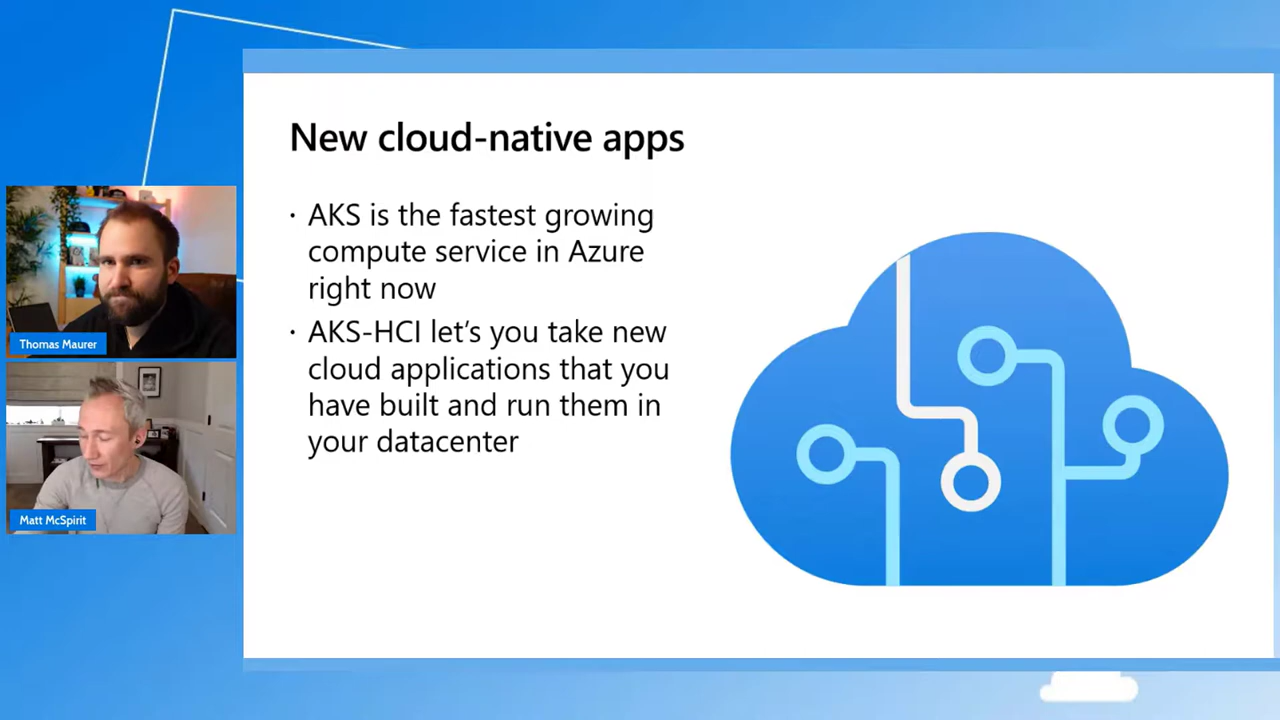 New cloud-native apps
· AKS is the fastest growing
compute service in Azure
right now
· AKS-HCI let’s you take new
cloud applications that you
have built and run them in
your datacenter
Thomas Maurer
Matt McSpirit